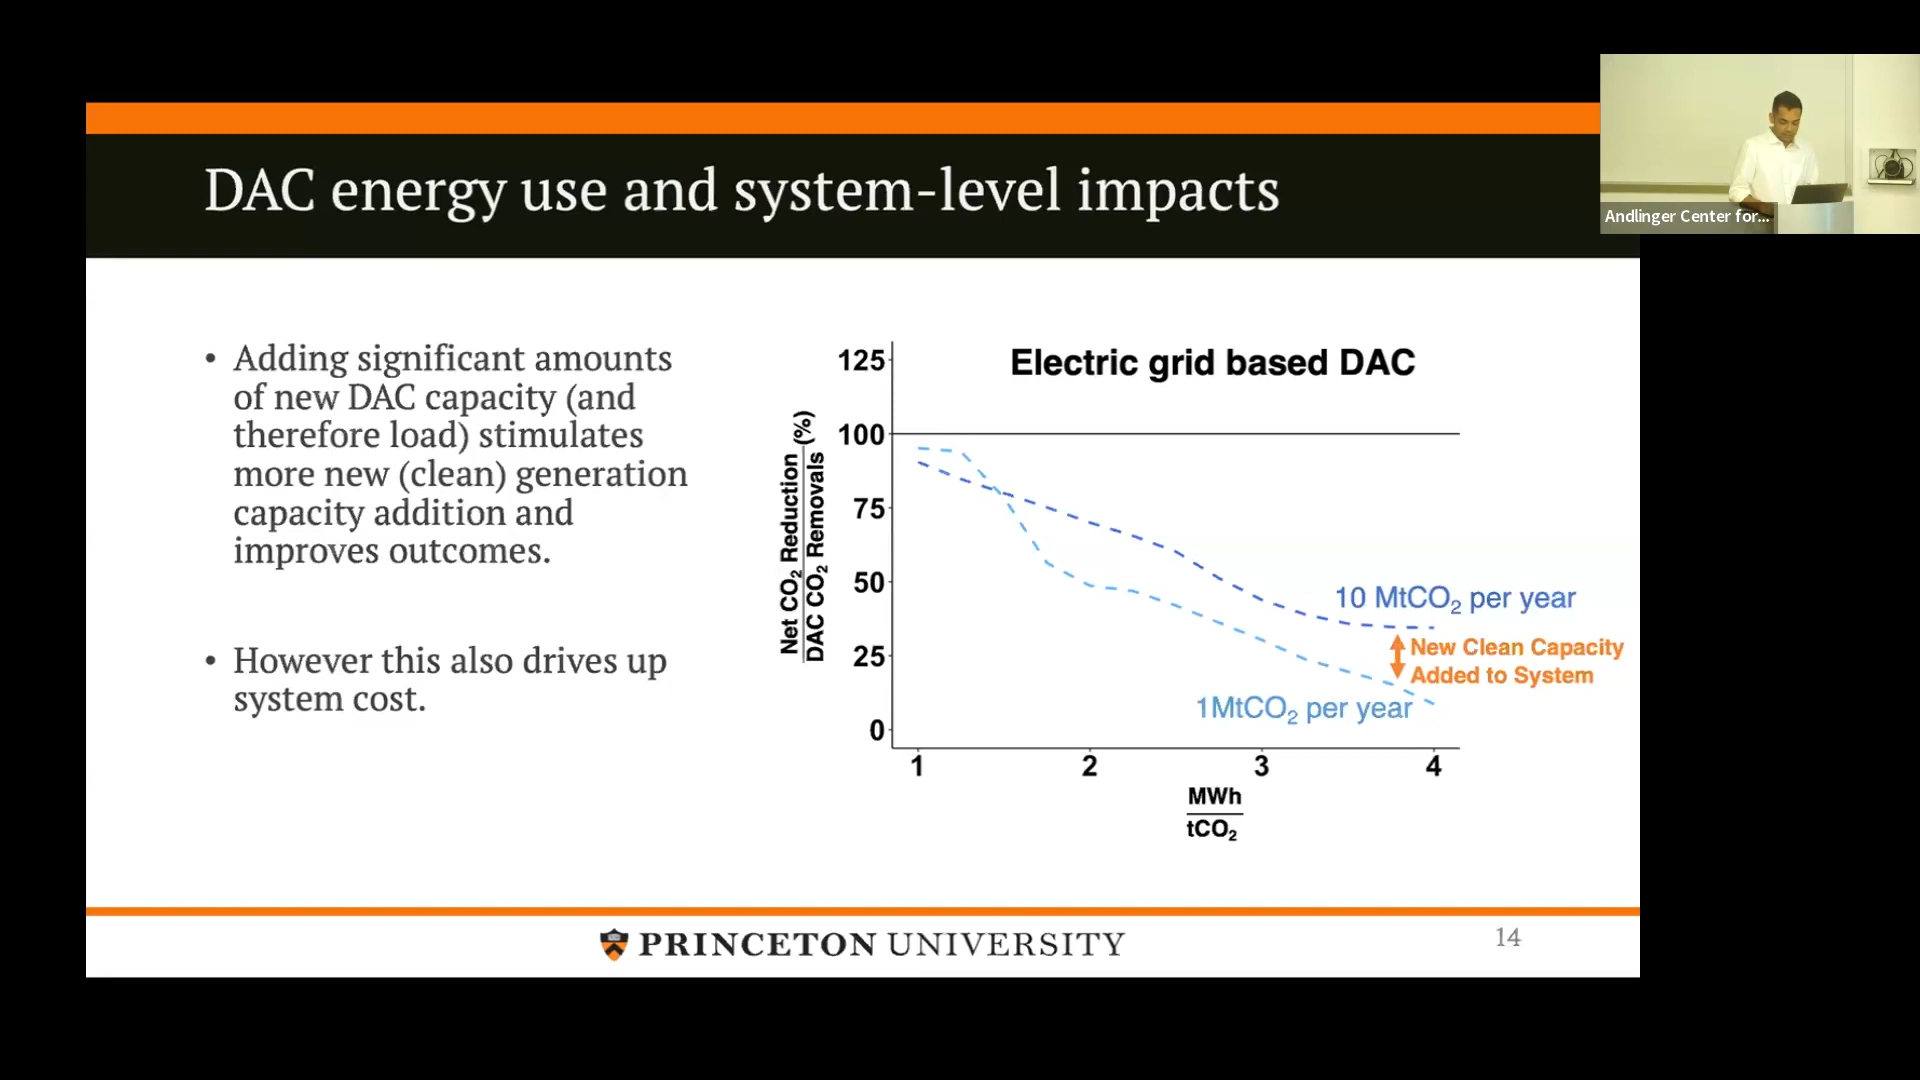 DAC energy use and system-level impacts
Andlinger Center for...
• Adding significant amounts
of new DAC capacity (and
therefore load) stimulates
more new (clean) generation
capacity addition and
improves outcomes.
• However this also drives up
system cost.
Electric grid based DAC
Net CO₂ Reduction
DAC CO₂ Removals (%)
125
100
75
50
25
0
10 MtCO₂ per year
New Clean Capacity
Added to System
1MtCO₂ per year
1 2 3 4
MWh
tCO₂
PRINCETON UNIVERSITY
14